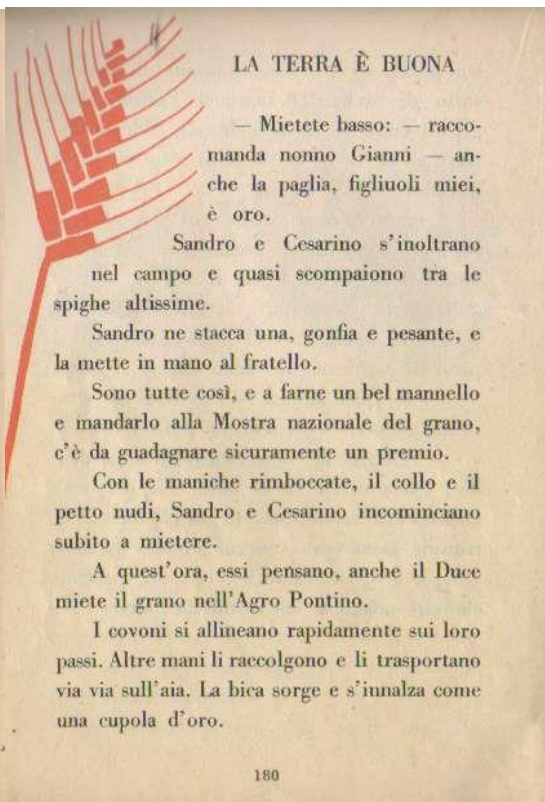 LA TERRA È BUONA
— Mietete basso: — racco-
manda nonno Gianni — an-
che la paglia, figliuoli miei,
è oro.
Sandro e Cesarino s'inoltrano
nel campo e quasi scompaiono tra le
spighe altissime.
Sandro ne stacca una, gonfia e pesante, e
la mette in mano al fratello.
Sono tutte così, e a farne un bel mannello
e mandarlo alla Mostra nazionale del grano,
c'è da guadagnare sicuramente un premio.
Con le maniche rimboccate, il collo e il
petto nudi, Sandro e Cesarino incominciano
subito a mietere.
A quest'ora, essi pensano, anche il Duce
miete il grano nell'Agro Pontino.
I covoni si allineano rapidamente sui loro
passi. Altre mani li raccolgono e li trasportano
via via sull'aia. La bica sorge e s'innalza come
una cupola d'oro.
180